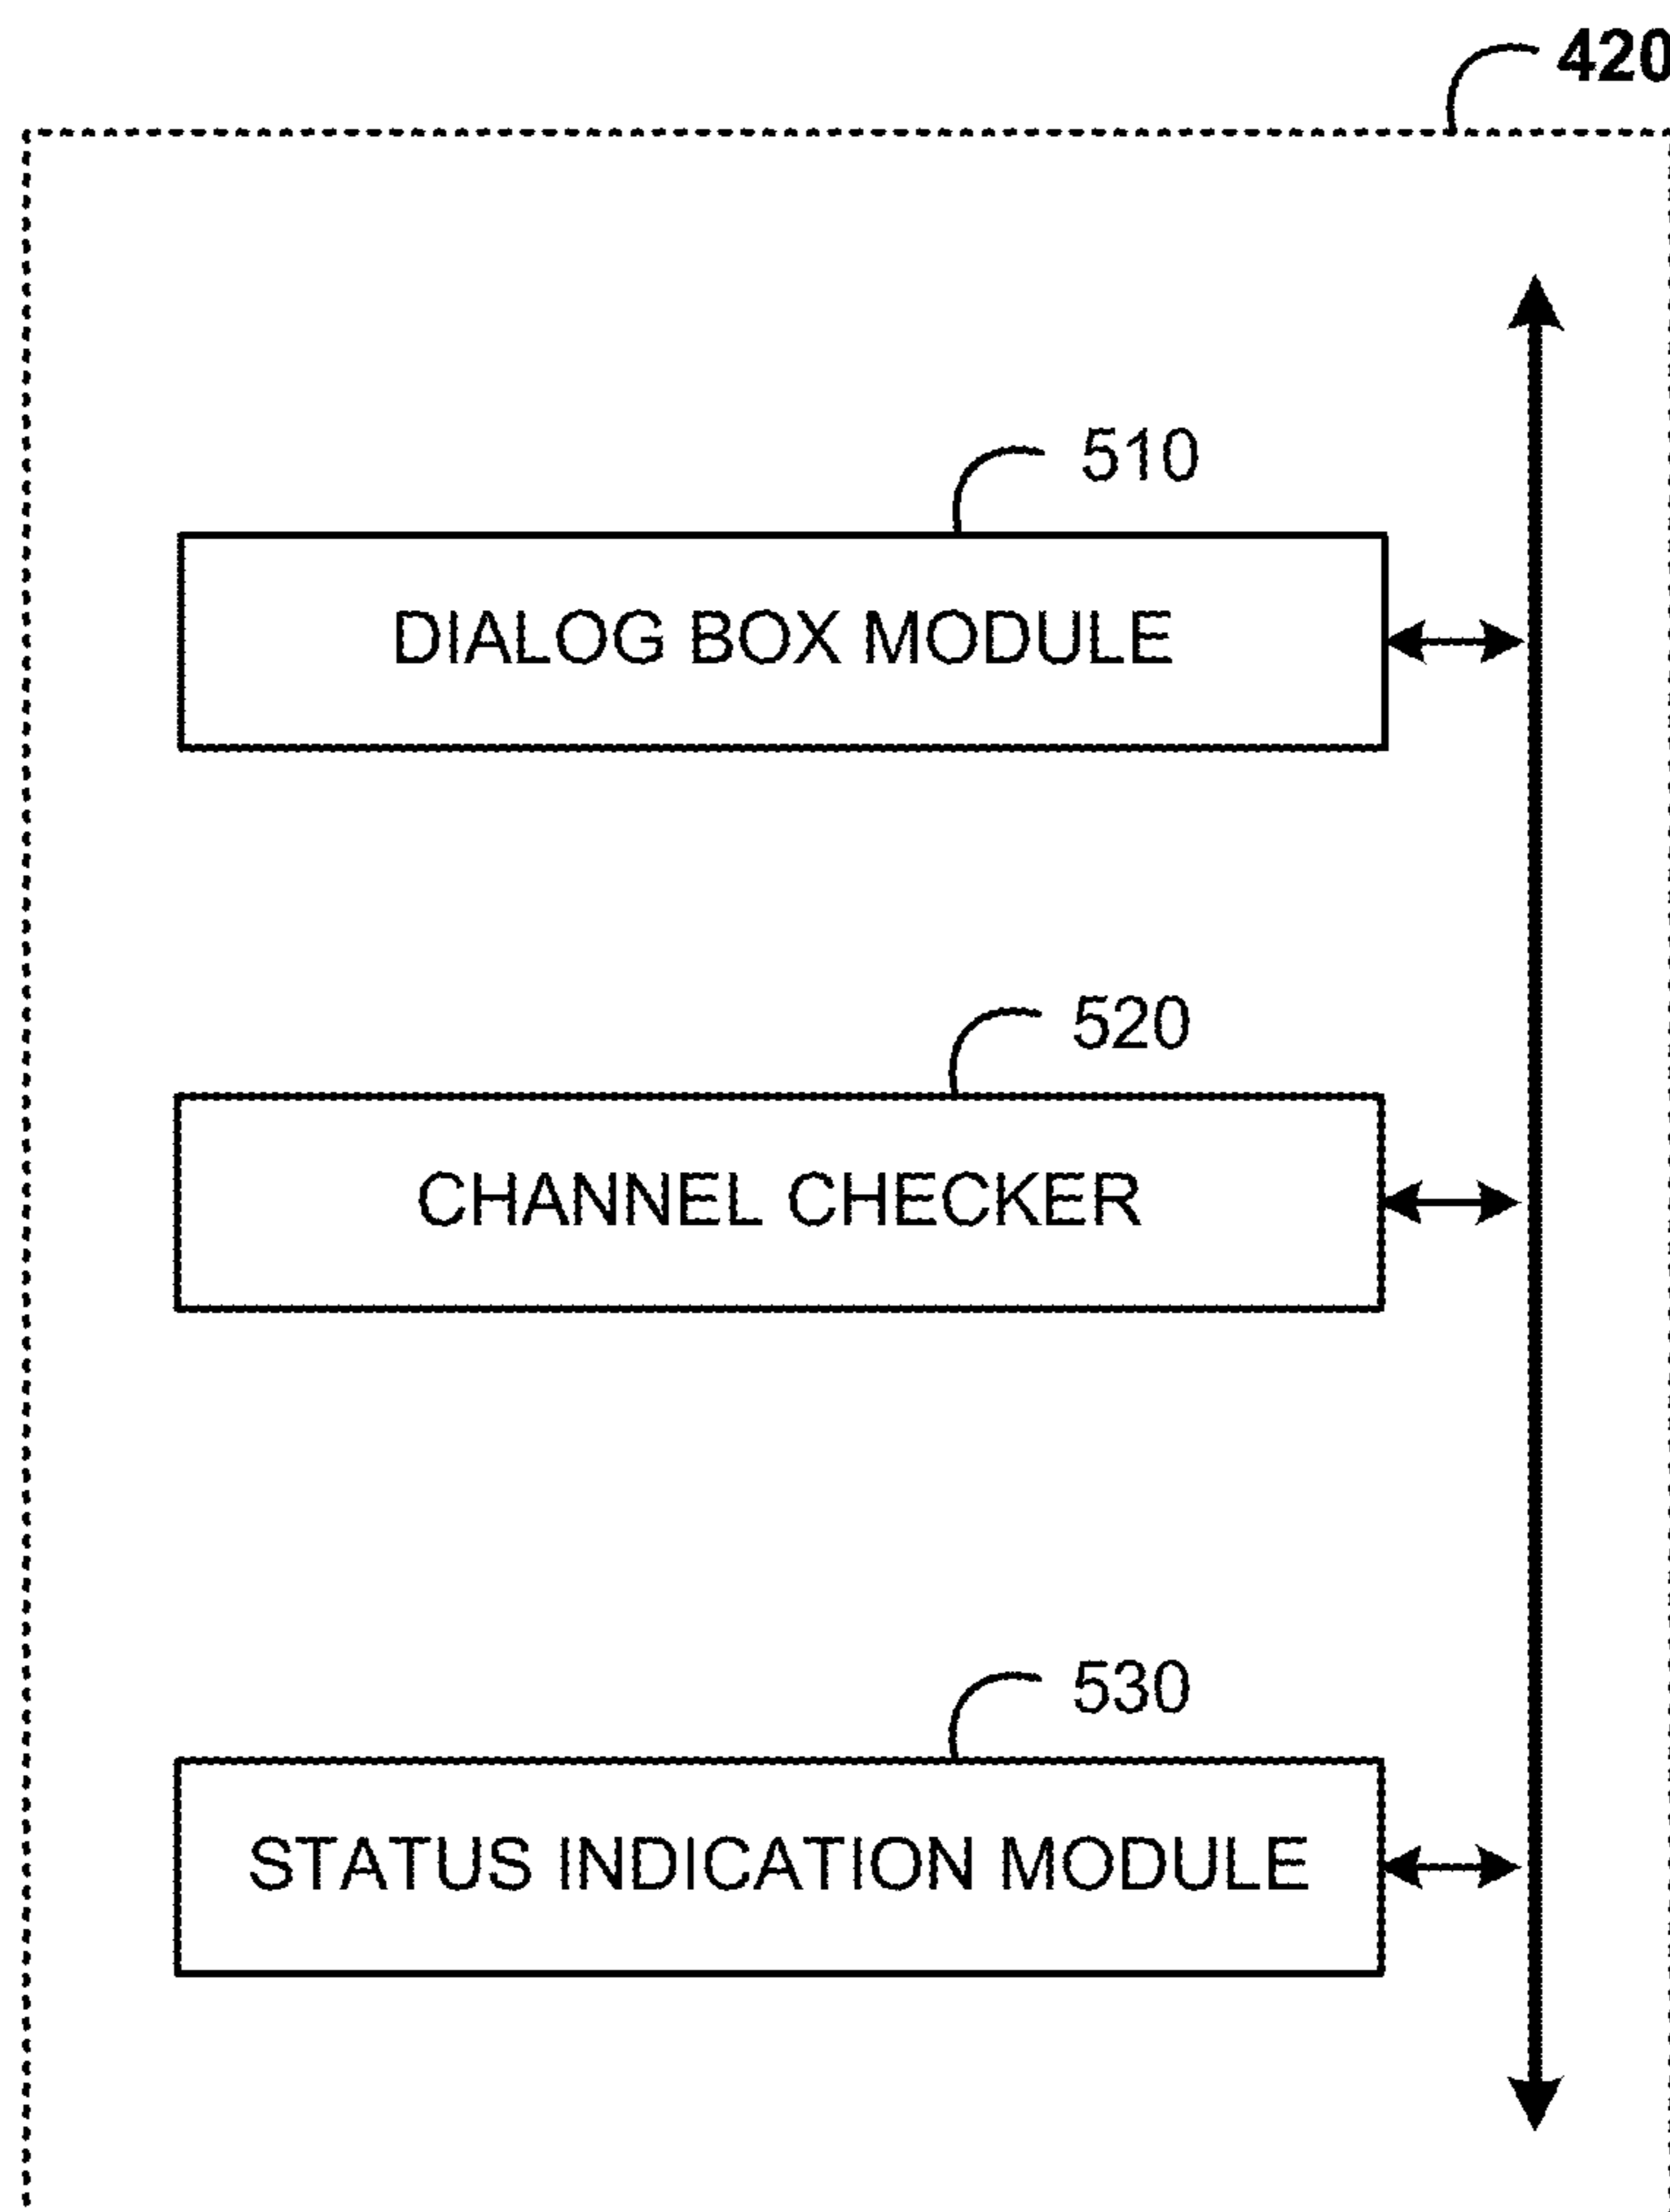 420
510
DIALOG BOX MODULE
520
CHANNEL CHECKER
530
STATUS INDICATION MODULE